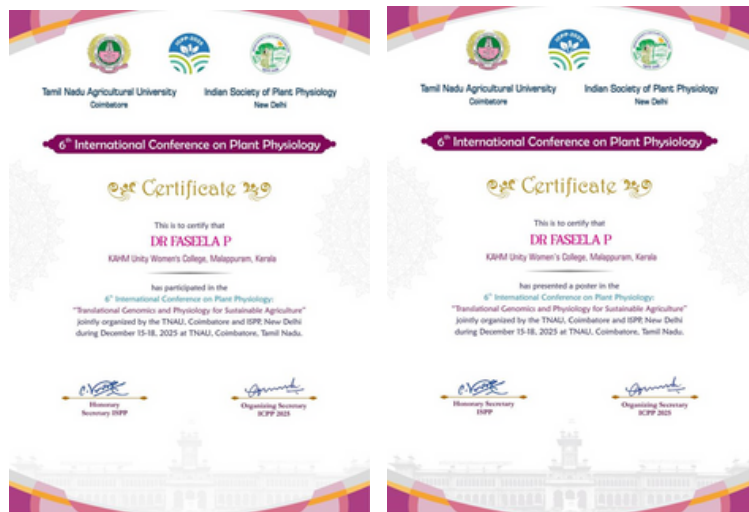 Tamil Nadu Agricultural University
Coimbatore
ICPP-2025
Indian Society of Plant Physiology
New Delhi
6th International Conference on Plant Physiology
Certificate
This is to certify that
DR FASEELA P
KAHM Unity Women's College, Malappuram, Kerala
has participated in the
6th International Conference on Plant Physiology:
"Translational Genomics and Physiology for Sustainable Agriculture"
jointly organized by the TNAU, Coimbatore and ISPP, New Delhi
during December 15-18, 2025 at TNAU, Coimbatore, Tamil Nadu.
Honorary
Secretary ISPP
Organizing Secretary
ICPP 2025
Tamil Nadu Agricultural University
Coimbatore
ICPP-2025
Indian Society of Plant Physiology
New Delhi
6th International Conference on Plant Physiology
Certificate
This is to certify that
DR FASEELA P
KAHM Unity Women's College, Malappuram, Kerala
has presented a poster in the
6th International Conference on Plant Physiology:
"Translational Genomics and Physiology for Sustainable Agriculture"
jointly organized by the TNAU, Coimbatore and ISPP, New Delhi
during December 15-18, 2025 at TNAU, Coimbatore, Tamil Nadu.
Honorary Secretary
ISPP
Organizing Secretary
ICPP 2025